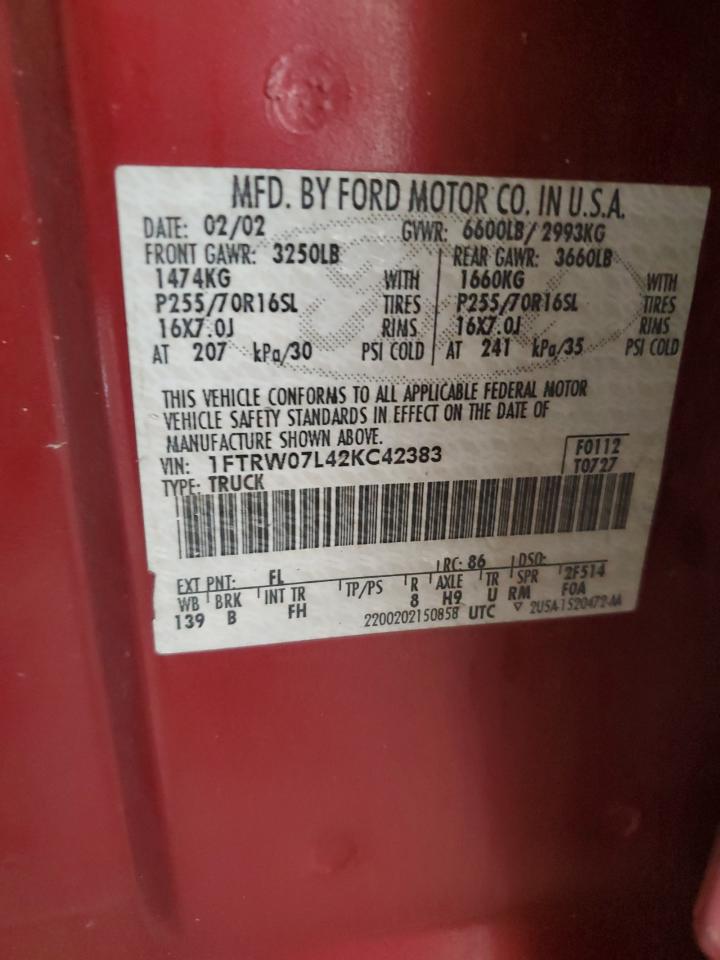 MFD. BY FORD MOTOR CO. IN U.S.A.
DATE: 02/02 GVWR: 6600LB/ 2993KG
FRONT GAWR: 3250LB REAR GAWR: 3660LB
1474KG WITH 1660KG WITH
P255/70R16SL TIRES P255/70R16SL TIRES
16X7.0J RIMS 16X7.0J RIMS
AT 207 kPa/30 PSI COLD AT 241 kPa/35 PSI COLD
THIS VEHICLE CONFORMS TO ALL APPLICABLE FEDERAL MOTOR
VEHICLE SAFETY STANDARDS IN EFFECT ON THE DATE OF
MANUFACTURE SHOWN ABOVE.
VIN: 1FTRW07L42KC42383 F0112
TYPE: TRUCK T0727
EXT PNT: FL RC: 86 DSO:
WB BRK INT TR TP/PS R AXLE TR SPR 2F514
139 B FH 8 H9 U RM F0A
2200202150858 UTC ▽ 2U5A-1520472-AA